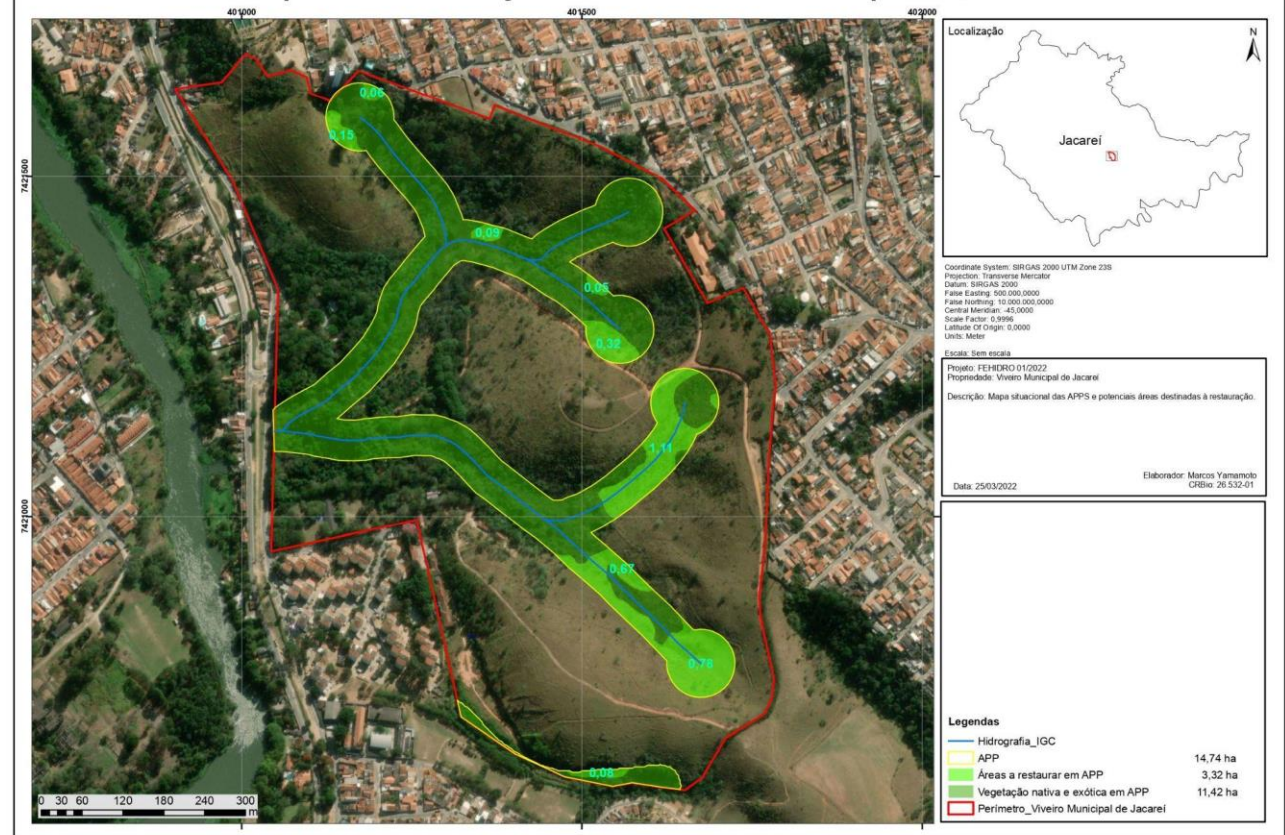 401000
401500
402000
7421500
7421000
0,06
0,15
0,09
0,05
0,32
1,11
0,67
0,76
0,08
0 30 60 120 180 240 300
m
Localização
N
Jacareí
Coordinate System: SIRGAS 2000 UTM Zone 23S
Projection: Transverse Mercator
Datum: SIRGAS 2000
False Easting: 500.000,0000
False Northing: 10.000.000,0000
Central Meridian: -45,0000
Scale Factor: 0,9996
Latitude Of Origin: 0,0000
Units: Meter
Escala: Sem escala
Projeto: FEHIDRO 01/2022
Propriedade: Viveiro Municipal de Jacareí
Descrição: Mapa situacional das APPS e potenciais áreas destinadas à restauração.
Elaborador: Marcos Yamamoto
Data: 25/03/2022 CRBio: 26.532-01
Legendas
Hidrografia_IGC
APP 14,74 ha
Áreas a restaurar em APP 3,32 ha
Vegetação nativa e exótica em APP 11,42 ha
Perímetro_Viveiro Municipal de Jacareí